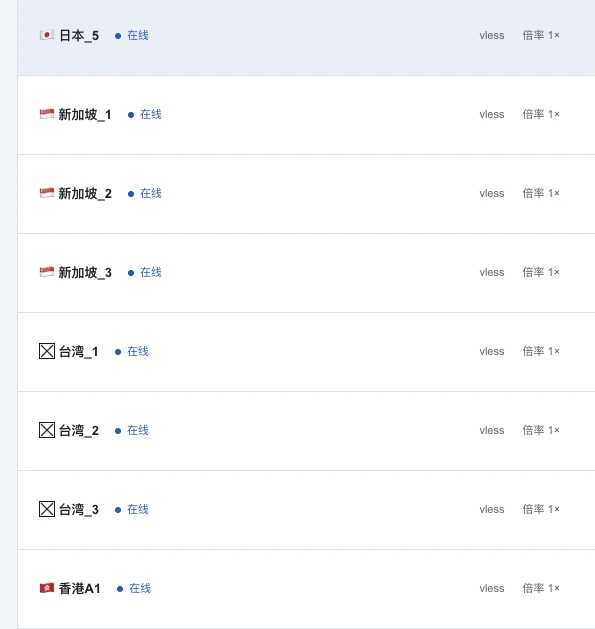 日本_5 在线 vless 倍率 1×
新加坡_1 在线 vless 倍率 1×
新加坡_2 在线 vless 倍率 1×
新加坡_3 在线 vless 倍率 1×
台湾_1 在线 vless 倍率 1×
台湾_2 在线 vless 倍率 1×
台湾_3 在线 vless 倍率 1×
香港A1 在线 vless 倍率 1×